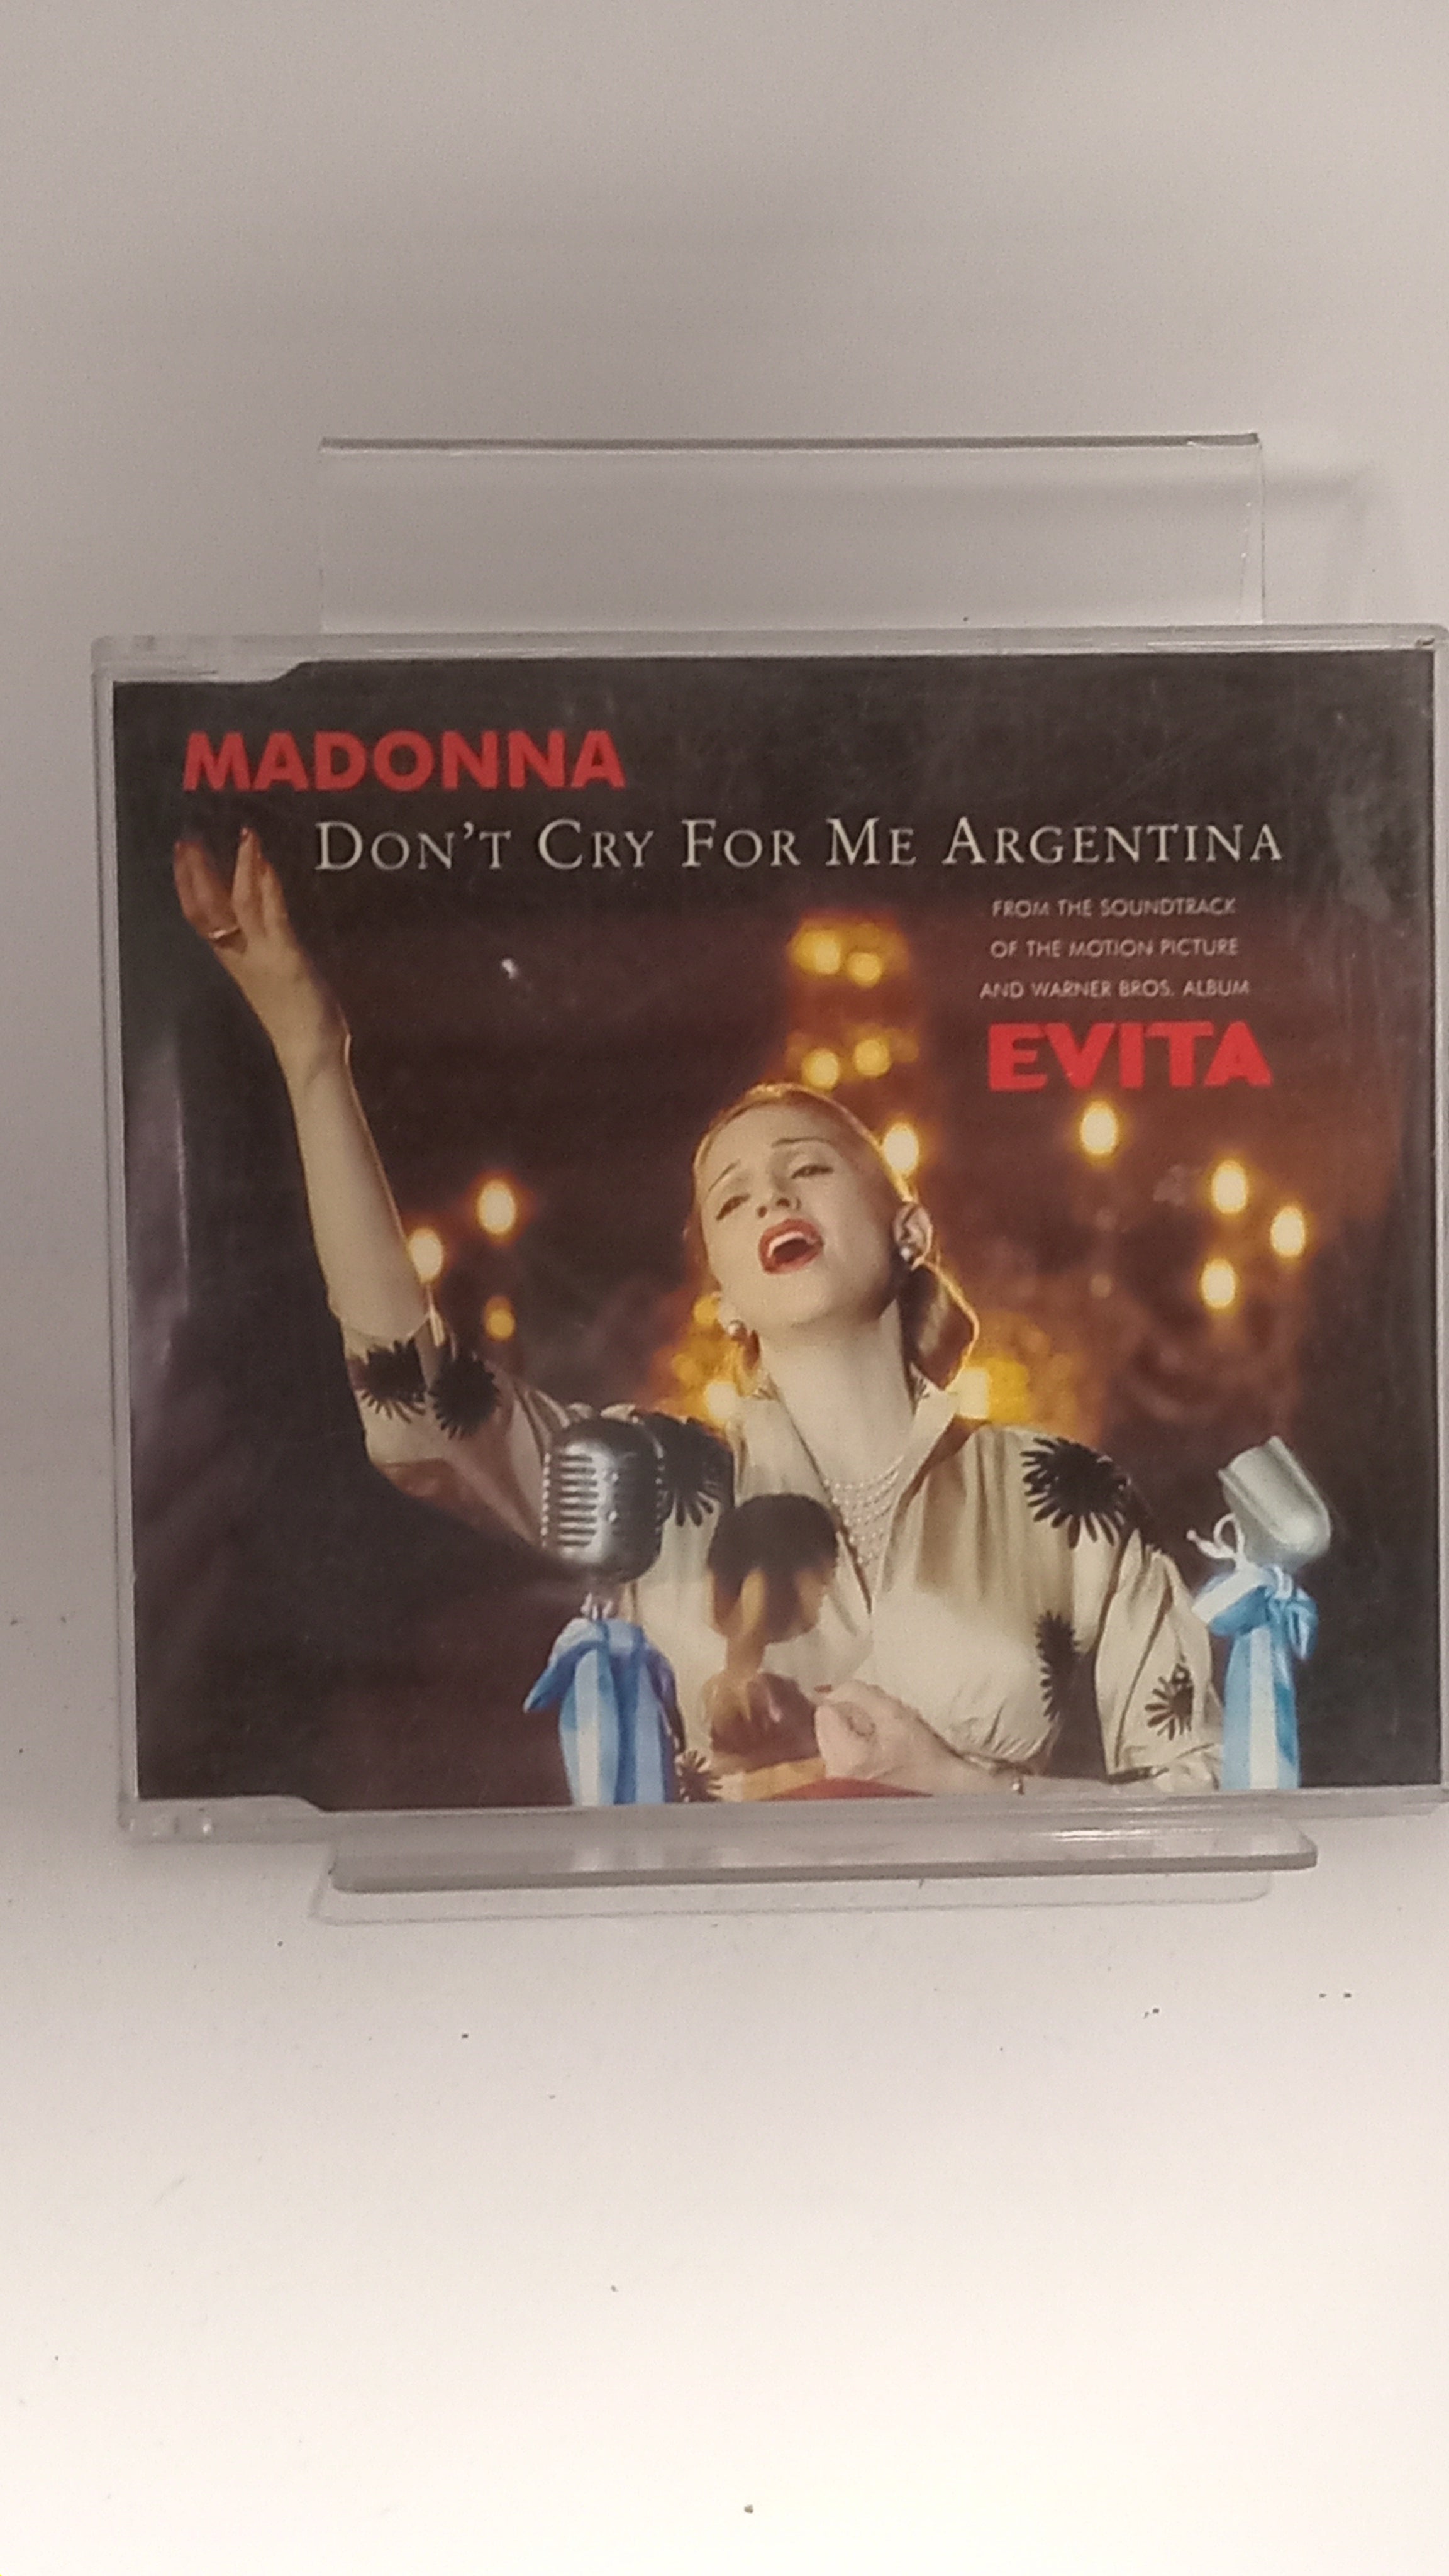 MADONNA
DON'T CRY FOR ME ARGENTINA
FROM THE SOUNDTRACK
OF THE MOTION PICTURE
AND WARNER BROS. ALBUM
EVITA